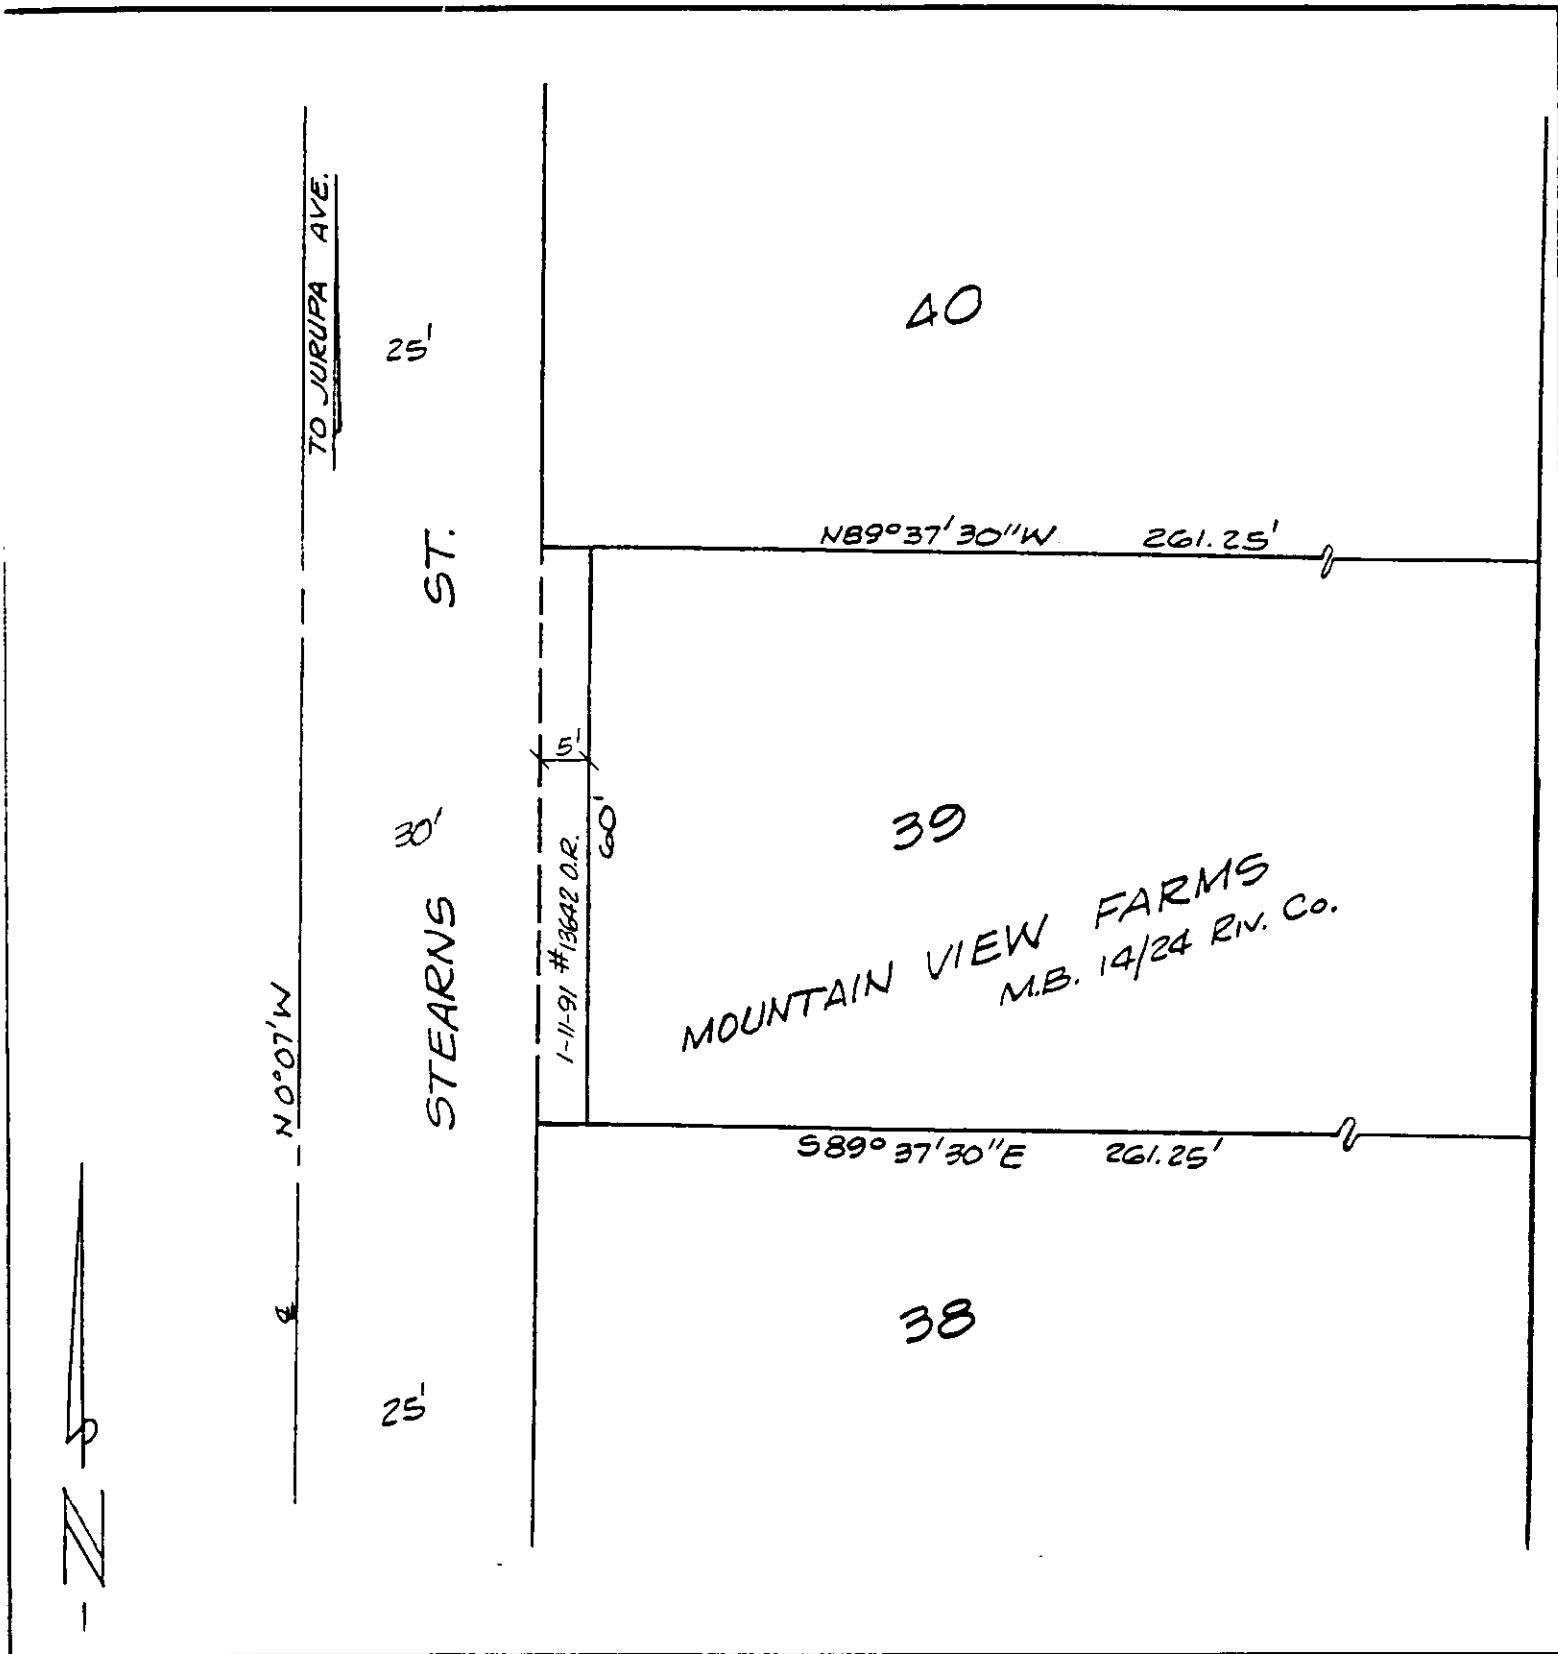 TO JURUPA AVE.
25'
40
N89°37'30"W 261.25'
STEARNS ST.
5'
30'
60'
39
1-11-91 #13642 O.R.
MOUNTAIN VIEW FARMS
M.B. 14/24 RIV. Co.
N0°07'W
S89°37'30"E 261.25'
℄
38
25'
N